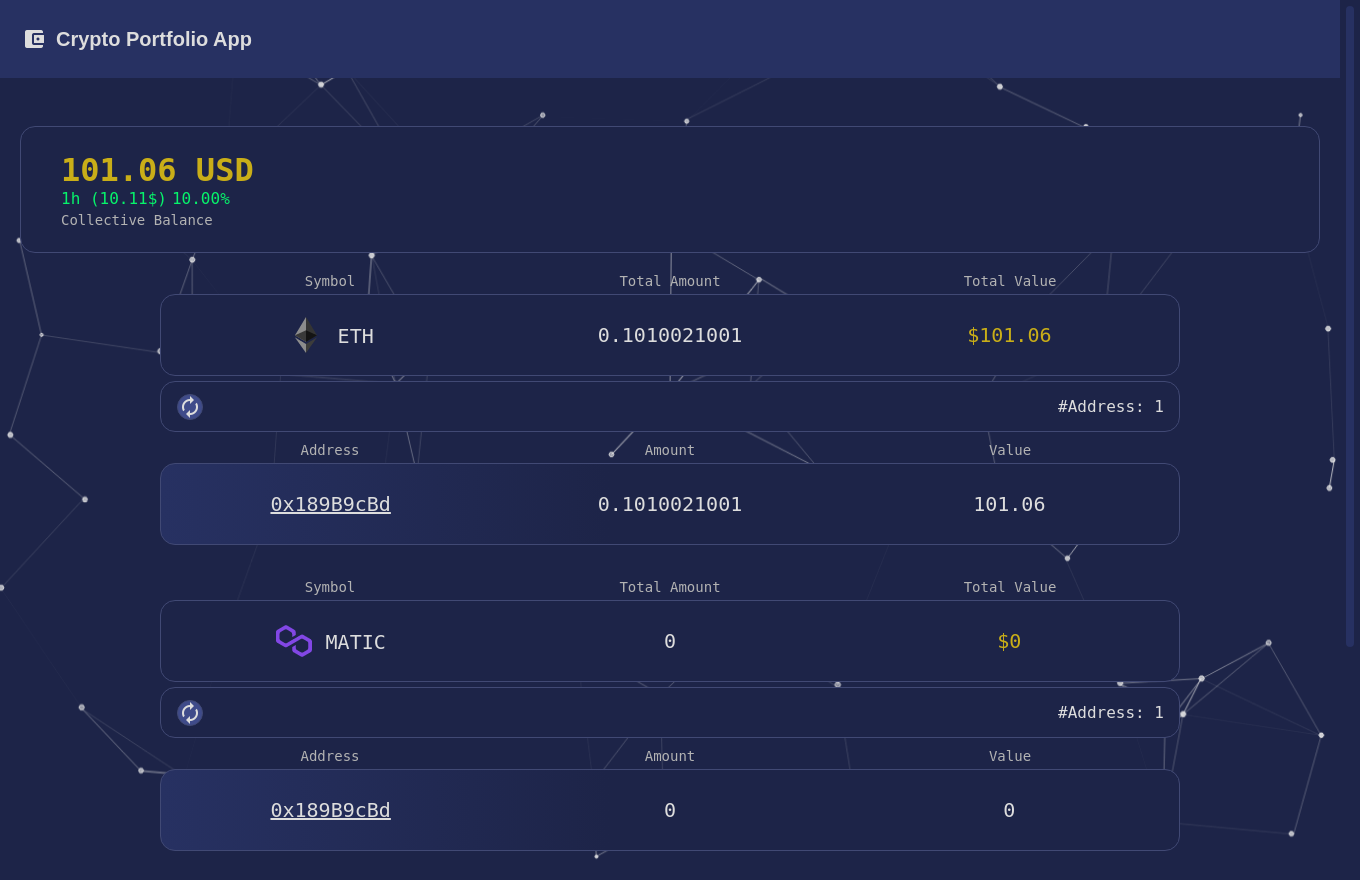 Crypto Portfolio App
101.06 USD
1h (10.11$) 10.00%
Collective Balance
Symbol Total Amount Total Value
ETH 0.1010021001 $101.06
#Address: 1
Address Amount Value
0x189B9cBd 0.1010021001 101.06
Symbol Total Amount Total Value
MATIC 0 $0
#Address: 1
Address Amount Value
0x189B9cBd 0 0